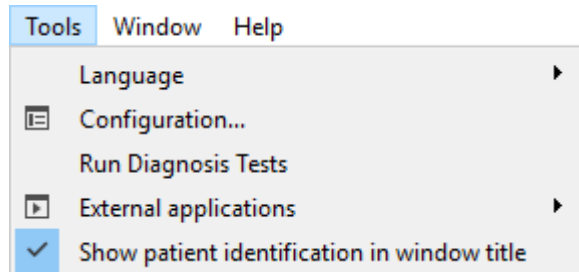 Tools Window Help
Language
Configuration...
Run Diagnosis Tests
External applications
Show patient identification in window title